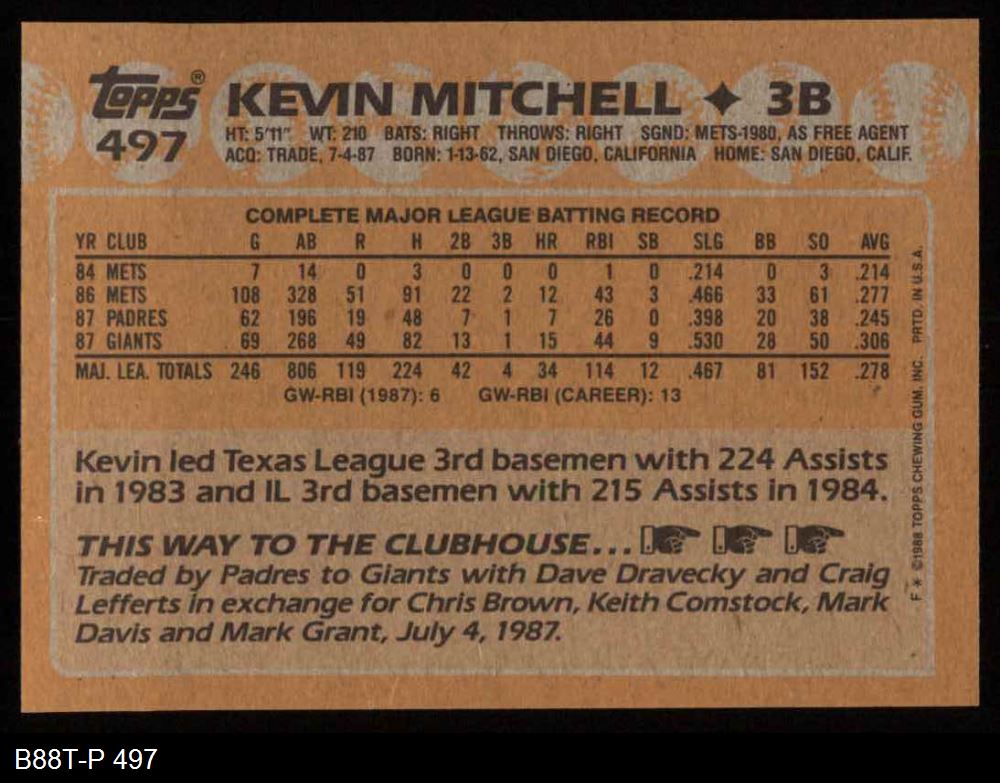 Topps®
497
KEVIN MITCHELL ✦ 3B
HT: 5'11" WT: 210 BATS: RIGHT THROWS: RIGHT SGND: METS-1980, AS FREE AGENT
ACQ: TRADE, 7-4-87 BORN: 1-13-62, SAN DIEGO, CALIFORNIA HOME: SAN DIEGO, CALIF.
COMPLETE MAJOR LEAGUE BATTING RECORD
YR CLUB G AB R H 2B 3B HR RBI SB SLG BB SO AVG
84 METS 7 14 0 3 0 0 0 1 0 .214 0 3 .214
86 METS 108 328 51 91 22 2 12 43 3 .466 33 61 .277
87 PADRES 62 196 19 48 7 1 7 26 0 .398 20 38 .245
87 GIANTS 69 268 49 82 13 1 15 44 9 .530 28 50 .306
MAJ. LEA. TOTALS 246 806 119 224 42 4 34 114 12 .467 81 152 .278
GW-RBI (1987): 6 GW-RBI (CAREER): 13
Kevin led Texas League 3rd basemen with 224 Assists
in 1983 and IL 3rd basemen with 215 Assists in 1984.
THIS WAY TO THE CLUBHOUSE...
Traded by Padres to Giants with Dave Dravecky and Craig
Lefferts in exchange for Chris Brown, Keith Comstock, Mark
Davis and Mark Grant, July 4, 1987.
F * ©1988 TOPPS CHEWING GUM, INC. PRTD. IN U.S.A.
B88T-P 497